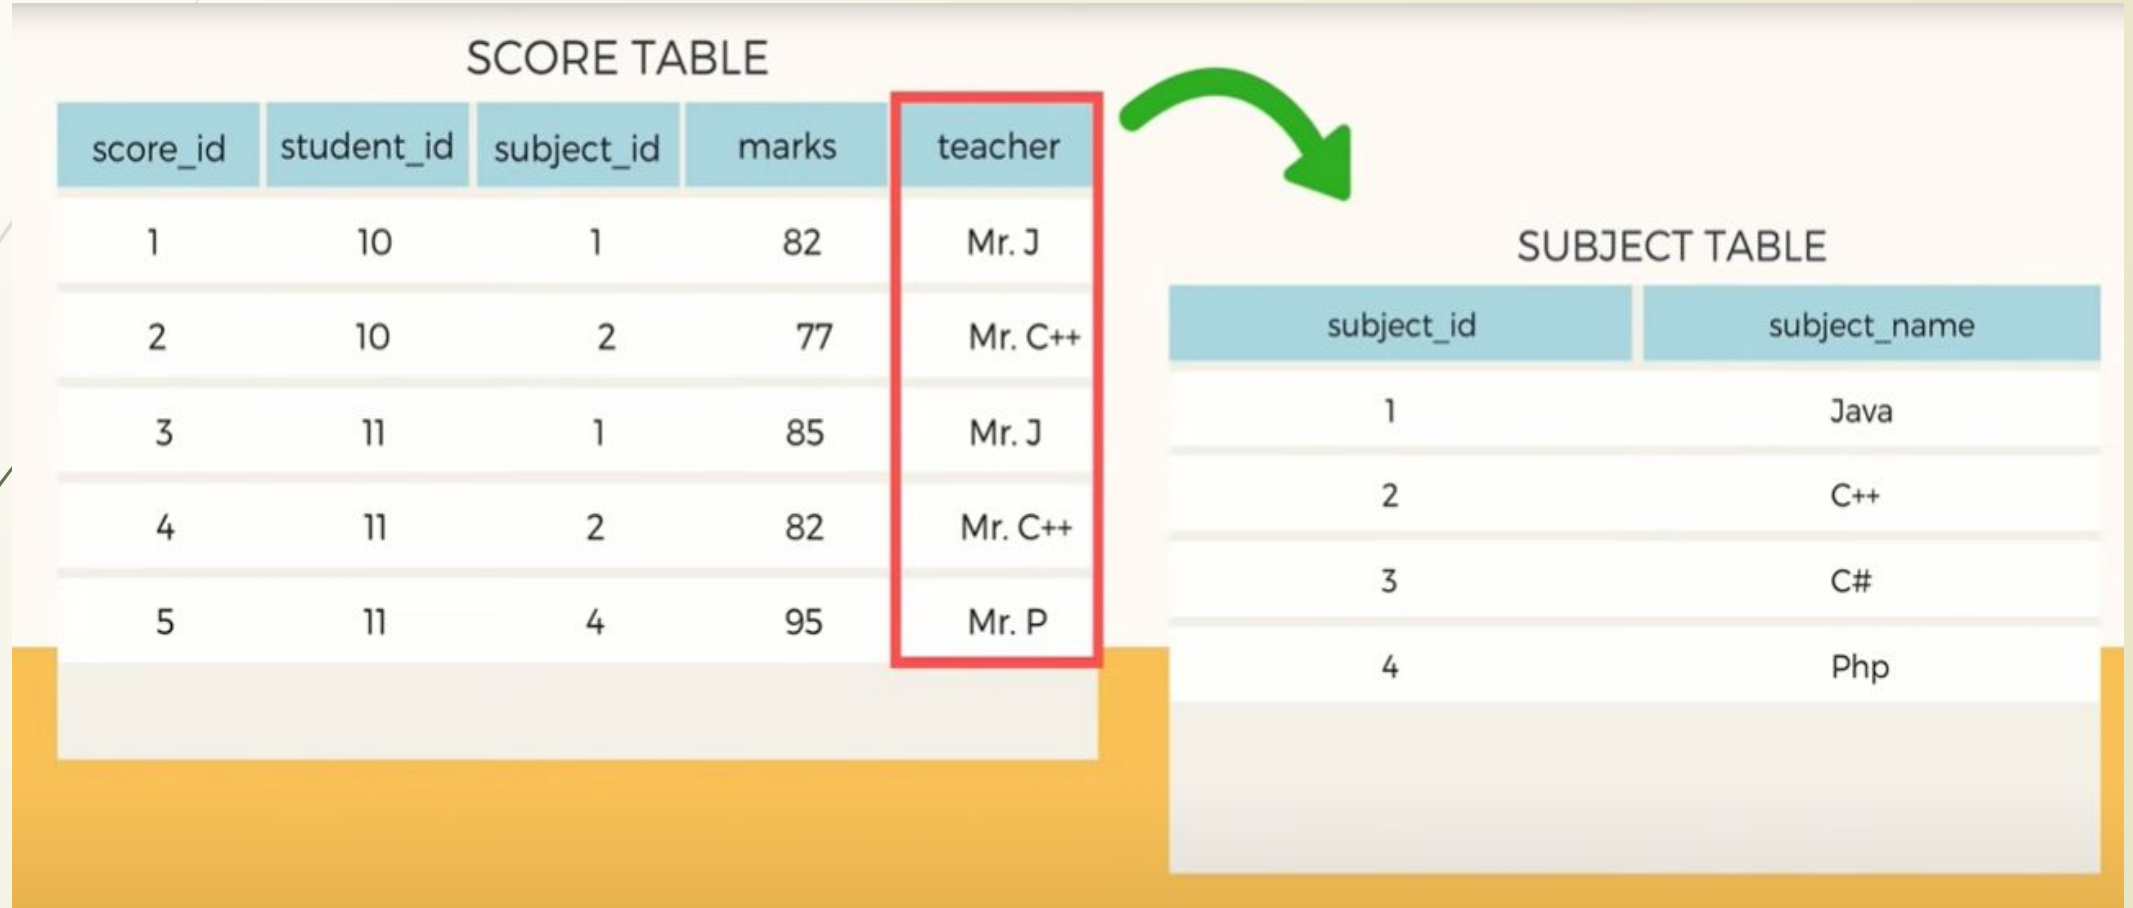 SCORE TABLE
score_id student_id subject_id marks teacher
1 10 1 82 Mr. J
2 10 2 77 Mr. C++
3 11 1 85 Mr. J
4 11 2 82 Mr. C++
5 11 4 95 Mr. P
SUBJECT TABLE
subject_id subject_name
1 Java
2 C++
3 C#
4 Php